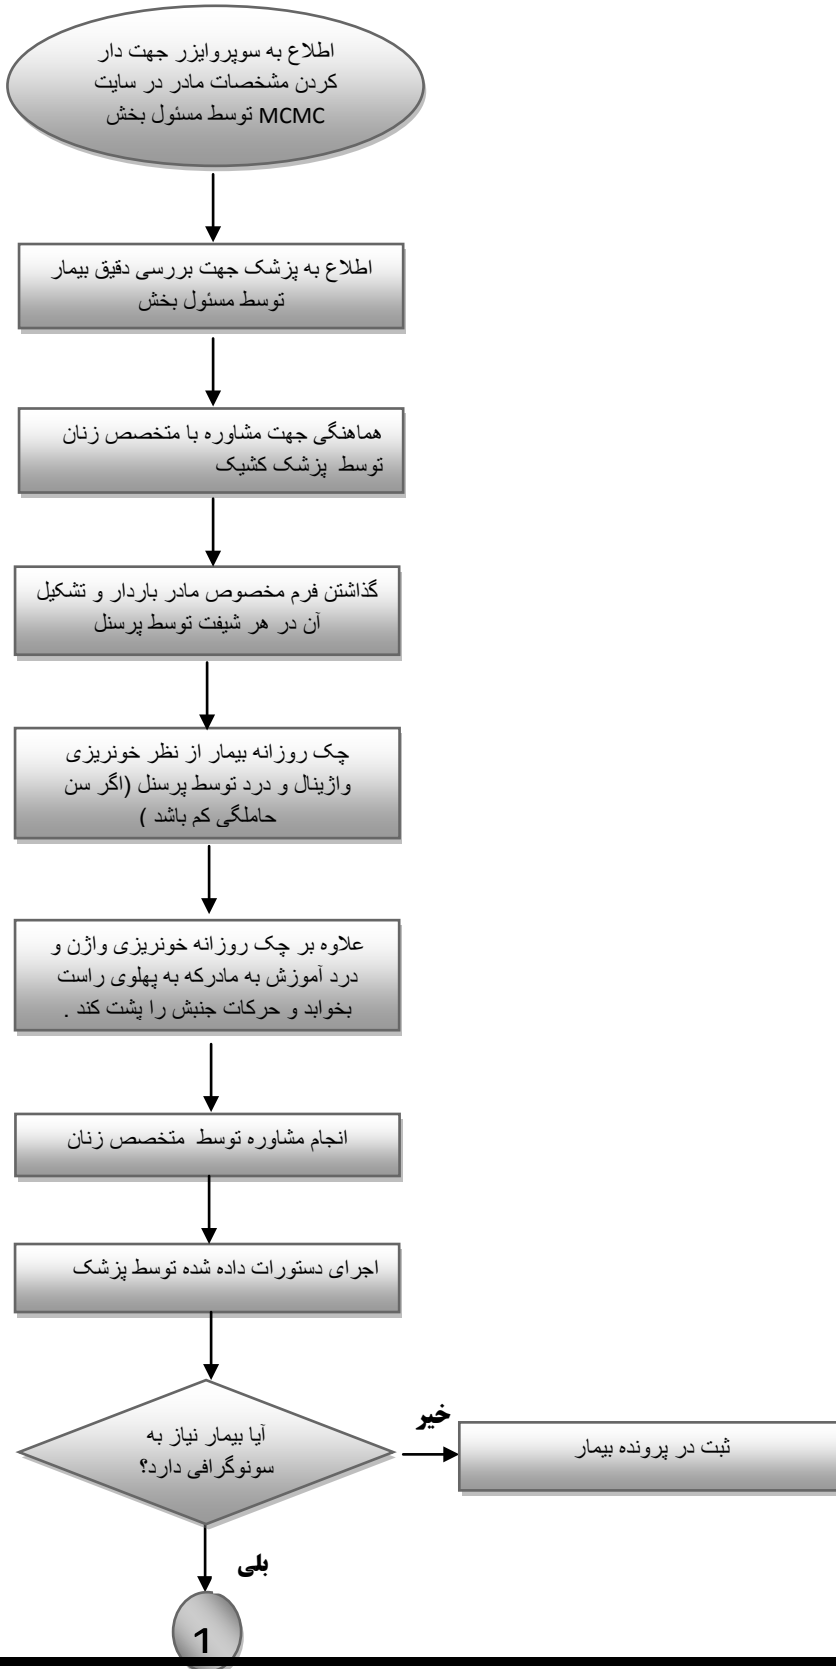 اطلاع به سوپروایزر جهت دار
کردن مشخصات مادر در سایت
MCMC توسط مسئول بخش
اطلاع به پزشک جهت بررسی دقیق بیمار
توسط مسئول بخش
هماهنگی جهت مشاوره با متخصص زنان
توسط پزشک کشیک
گذاشتن فرم مخصوص مادر باردار و تشکیل
آن در هر شیفت توسط پرسنل
چک روزانه بیمار از نظر خونریزی
واژینال و درد توسط پرسنل (اگر سن
حاملگی کم باشد )
علاوه بر چک روزانه خونریزی واژن و
درد آموزش به مادرکه به پهلوی راست
بخوابد و حرکات جنبش را پشت کند .
انجام مشاوره توسط متخصص زنان
اجرای دستورات داده شده توسط پزشک
آیا بیمار نیاز به
سونوگرافی دارد؟
خیر
ثبت در پرونده بیمار
بلی
1